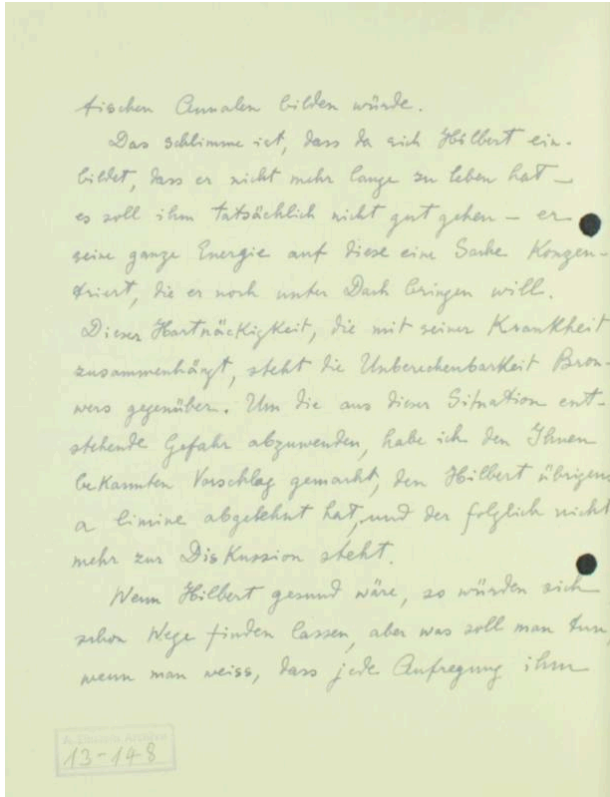 tischen Annalen bilden würde.
Das schlimme ist, dass da sich Hilbert ein-
bildet, dass er nicht mehr lange zu leben hat –
es soll ihm tatsächlich nicht gut gehen – er
seine ganze Energie auf diese eine Sache Konzen-
triert, die er noch unter Dach bringen will.
Dieser Hartnäckigkeit, die mit seiner Krankheit
zusammenhängt, steht die Unberechenbarkeit Brou-
wers gegenüber. Um die aus dieser Situation ent-
stehende Gefahr abzuwenden, habe ich den Ihnen
bekannten Vorschlag gemacht, den Hilbert übrigens
a limine abgelehnt hat, und der folglich nicht
mehr zur Diskussion steht.
Wenn Hilbert gesund wäre, so würden sich
schon Wege finden lassen, aber was soll man tun,
wenn man weiss, dass jede Aufregung ihm
A. Einstein Archives
13-148